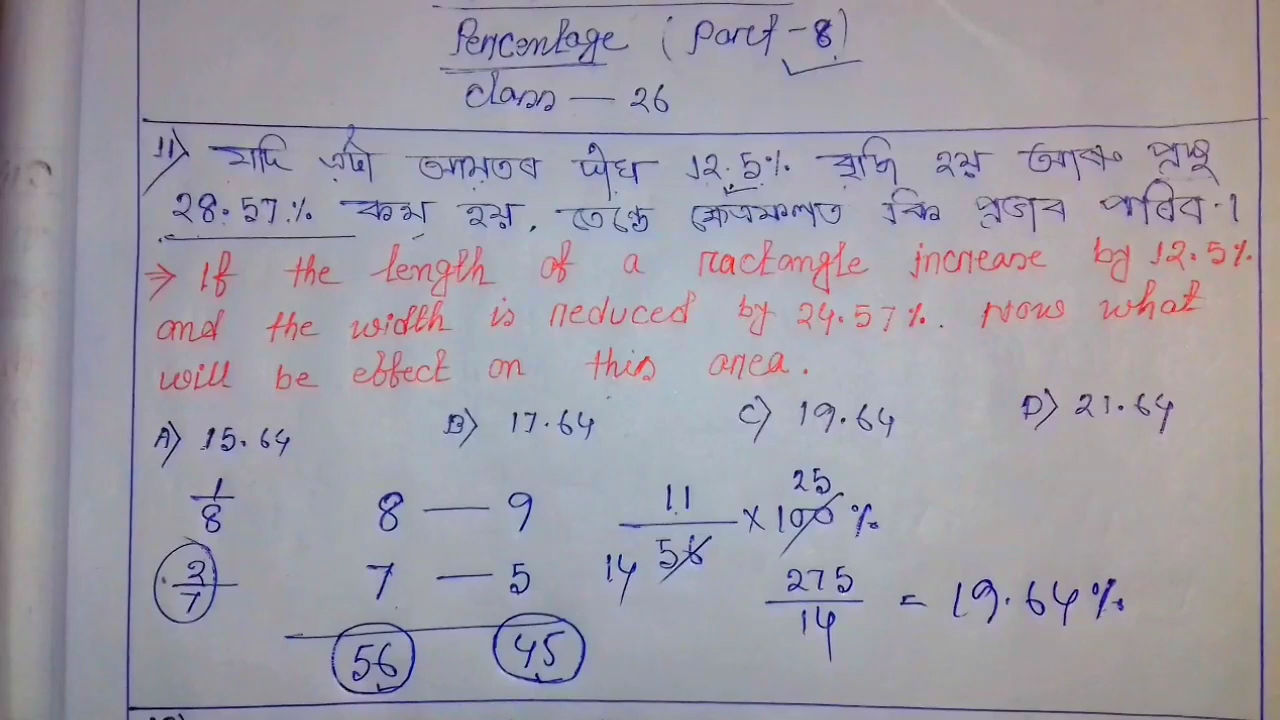 Percentage (Part-8)
Class — 26
11) যদি এটা আয়তৰ দীঘ 12.5% বৃদ্ধি হয় আৰু প্ৰস্থ
28.57% কম হয়, তেন্তে ক্ষেত্ৰফলত কি প্ৰভাৱ পৰিব।
⇒ If the length of a ractangle increase by 12.5%
and the width is reduced by 24.57%. Now what
will be effect on this area.
A) 15.64 B) 17.64 C) 19.64 D) 21.64
1/8 8 — 9 11/56 × 100% 25
2/7 7 — 5 14 275/14 = 19.64%
56 45